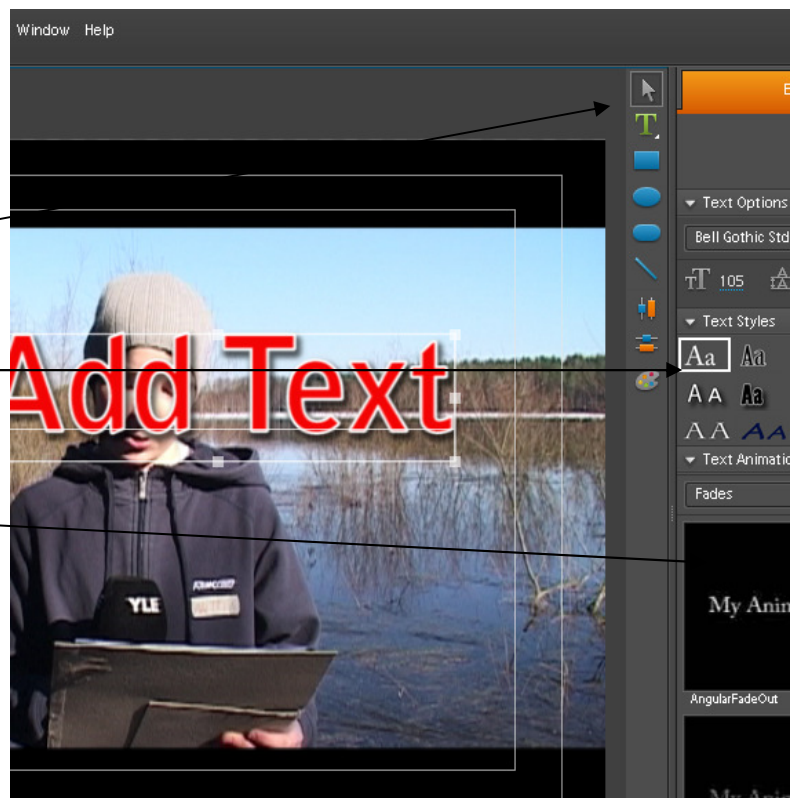 Window Help
T
Text Options
Bell Gothic Std
TT 105
Text Styles
Aa Aa
AA Aa
AA AA
Text Animatio
Fades
My Anim
AngularFadeOut
Add Text
YLE